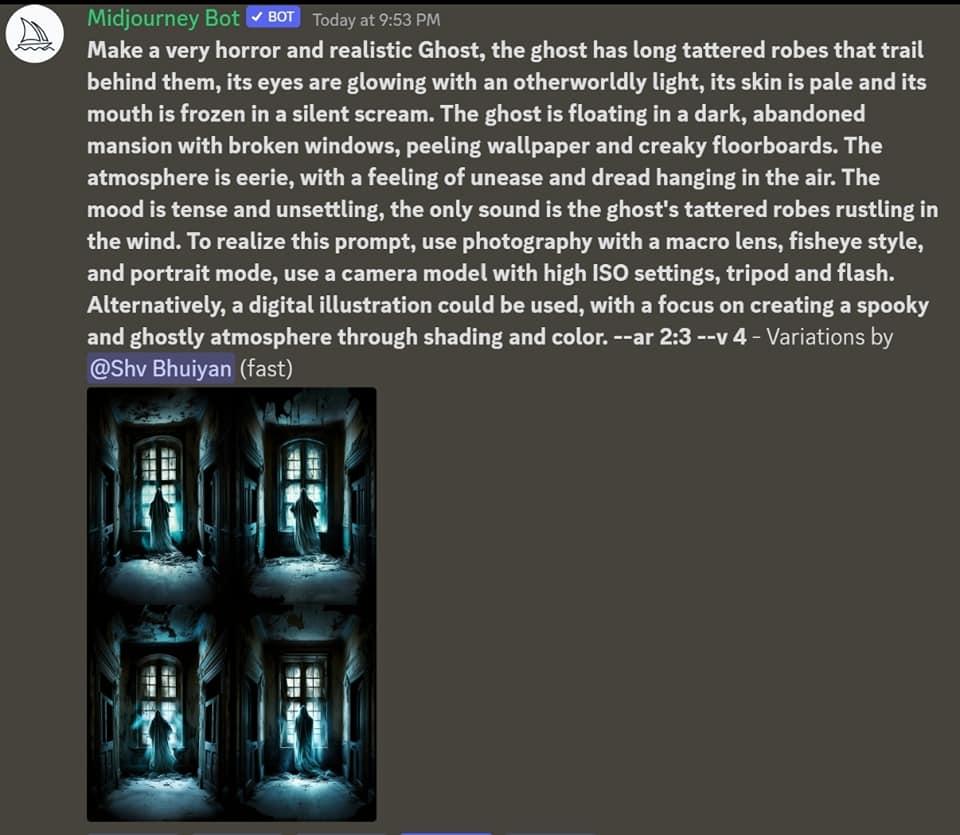 Midjourney Bot ✓ BOT Today at 9:53 PM
Make a very horror and realistic Ghost, the ghost has long tattered robes that trail
behind them, its eyes are glowing with an otherworldly light, its skin is pale and its
mouth is frozen in a silent scream. The ghost is floating in a dark, abandoned
mansion with broken windows, peeling wallpaper and creaky floorboards. The
atmosphere is eerie, with a feeling of unease and dread hanging in the air. The
mood is tense and unsettling, the only sound is the ghost's tattered robes rustling in
the wind. To realize this prompt, use photography with a macro lens, fisheye style,
and portrait mode, use a camera model with high ISO settings, tripod and flash.
Alternatively, a digital illustration could be used, with a focus on creating a spooky
and ghostly atmosphere through shading and color. --ar 2:3 --v 4 - Variations by
@Shv Bhuiyan (fast)